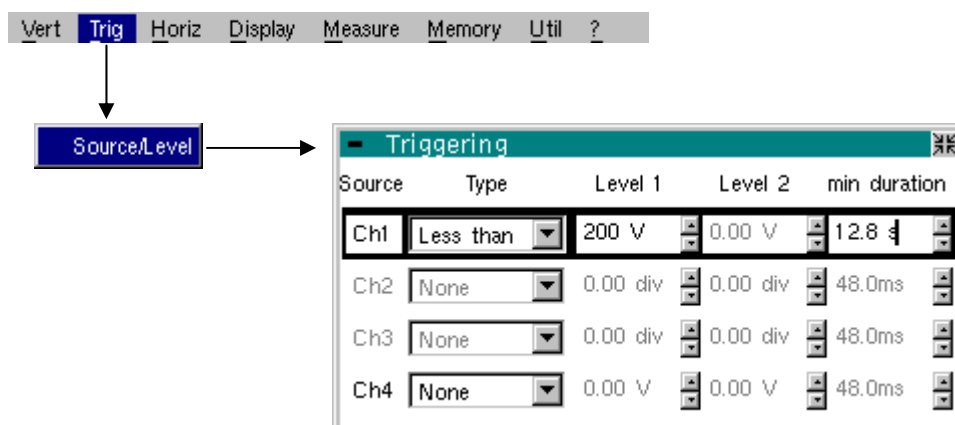 Vert Trig Horiz Display Measure Memory Util ?
Source/Level
Triggering
Source Type Level 1 Level 2 min duration
Ch1 Less than 200 V 0.00 V 12.8 s
Ch2 None 0.00 div 0.00 div 48.0ms
Ch3 None 0.00 div 0.00 div 48.0ms
Ch4 None 0.00 V 0.00 V 48.0ms